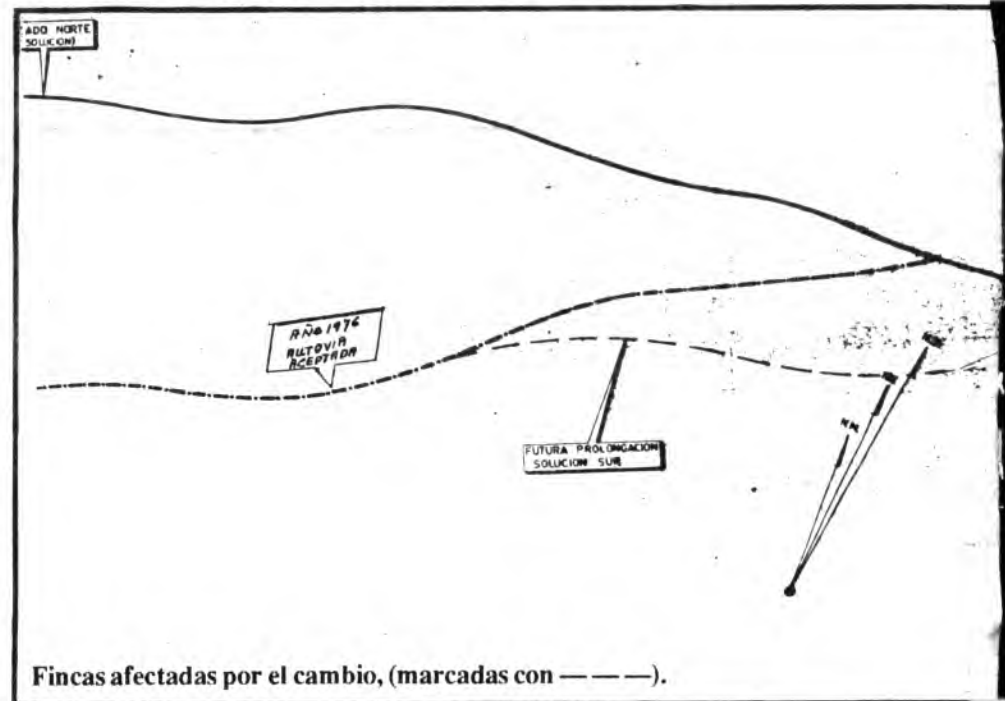 ADO NORTE
SOLUCION)
AÑO 1976
AUTOVIA
ACEPTADA
FUTURA PROLONGACION
SOLUCION SUR
Fincas afectadas por el cambio, (marcadas con — — —).